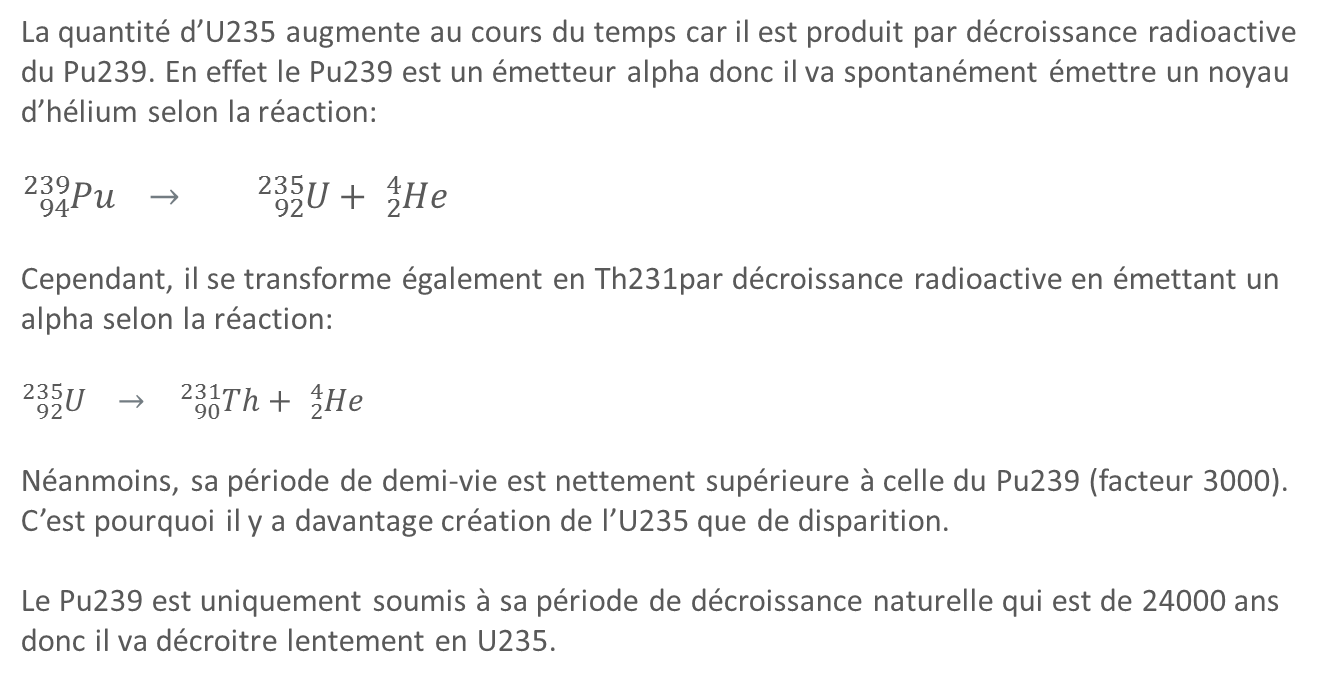 La quantité d’U235 augmente au cours du temps car il est produit par décroissance radioactive
du Pu239. En effet le Pu239 est un émetteur alpha donc il va spontanément émettre un noyau
d’hélium selon la réaction:
²³⁹₉₄Pu → ²³⁵₉₂U + ⁴₂He
Cependant, il se transforme également en Th231par décroissance radioactive en émettant un
alpha selon la réaction:
²³⁵₉₂U → ²³¹₉₀Th + ⁴₂He
Néanmoins, sa période de demi-vie est nettement supérieure à celle du Pu239 (facteur 3000).
C’est pourquoi il y a davantage création de l’U235 que de disparition.
Le Pu239 est uniquement soumis à sa période de décroissance naturelle qui est de 24000 ans
donc il va décroitre lentement en U235.